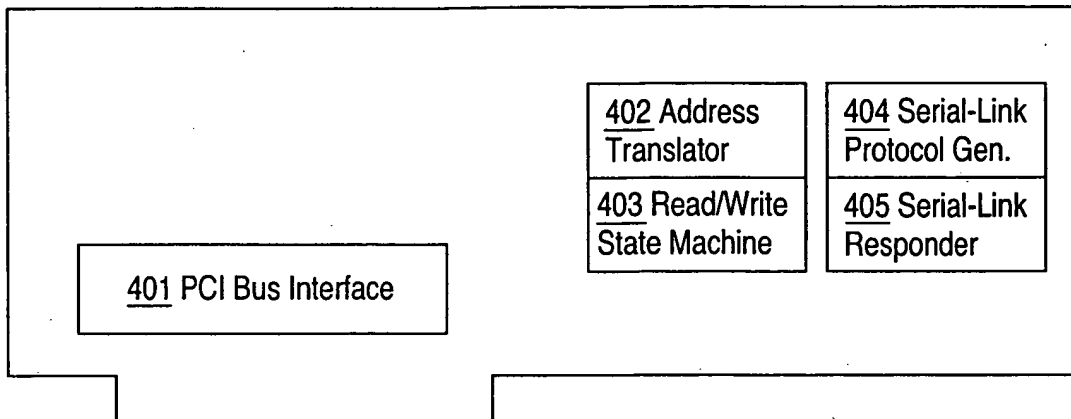 402 Address
Translator
404 Serial-Link
Protocol Gen.
403 Read/Write
State Machine
405 Serial-Link
Responder
401 PCI Bus Interface